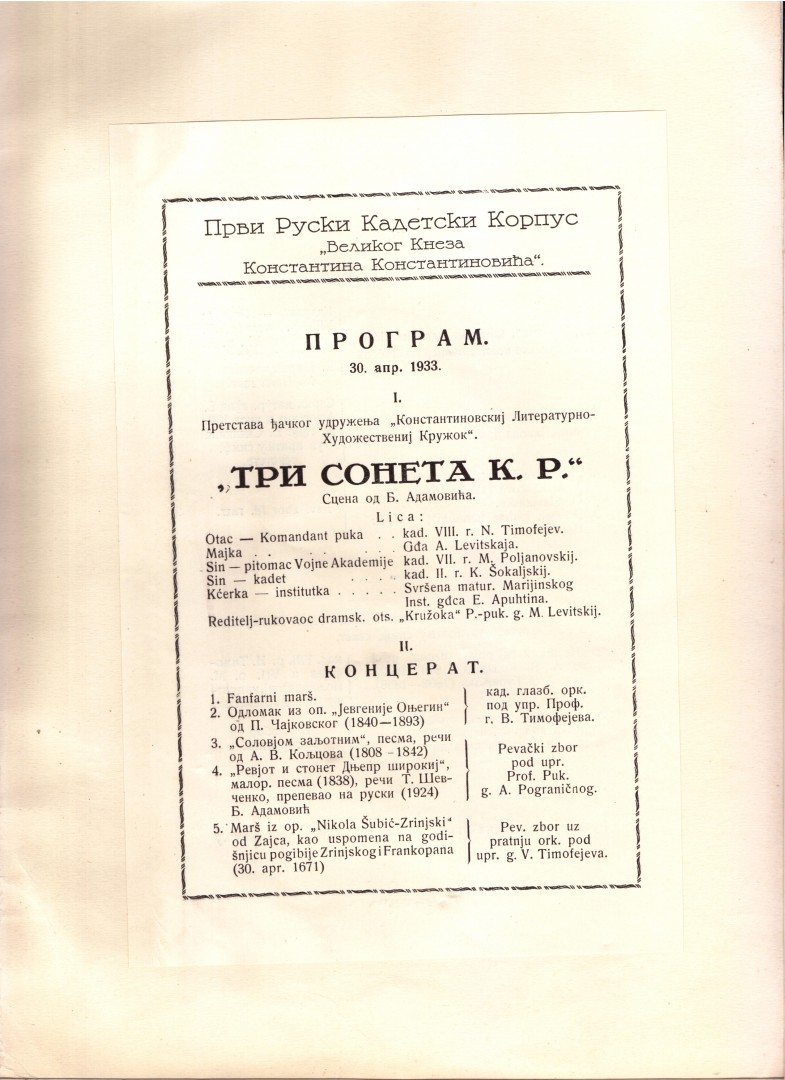 Први Руски Кадетски Корпус
„Великог Кнеза
Константина Константиновића“.
ПРОГРАМ.
30. апр. 1933.
I.
Претстава ђачког удружења „Константиновскиј Литературно-
Художествениј Кружок“.
„ТРИ СОНЕТА К. Р.“
Сцена од Б. Адамовића.
Lica:
Otac — Komandant puka . . kad. VIII. r. N. Timofejev.
Majka . . . . . . Gđa A. Levitskaja.
Sin — pitomac Vojne Akademije kad. VII. r. M. Poljanovskij.
Sin — kadet . . . . kad. II. r. K. Šokaljskij.
Kćerka — institutka . . . . . Svršena matur. Marijinskog
Inst. gđca E. Apuhtina.
Reditelj-rukovaoc dramsk. ots. „Kružoka“ P.-puk. g. M. Levitskij.
II.
КОНЦЕРАТ.
1. Fanfarni marš.
2. Одломак из оп. „Јевгеније Оњегин“
од П. Чајковског (1840—1893)
кад. глазб. орк.
под упр. Проф.
г. В. Тимофејева.
3. „Соловјом заљотним“, песма, речи
од А. В. Кољцова (1808-1842)
4. „Ревјот и стонет Дњепр широкиј“,
малор. песма (1838), речи Т. Шев-
ченко, препевао на руски (1924)
Б. Адамовић
Pevački zbor
pod upr.
Prof. Puk.
g. A. Pograničnog.
5. Marš iz op. „Nikola Šubić-Zrinjski“
od Zajca, kao uspomena na godi-
šnjicu pogibije Zrinjskog i Frankopana
(30. apr. 1671)
Pev. zbor uz
pratnju ork. pod
upr. g. V. Timofejeva.